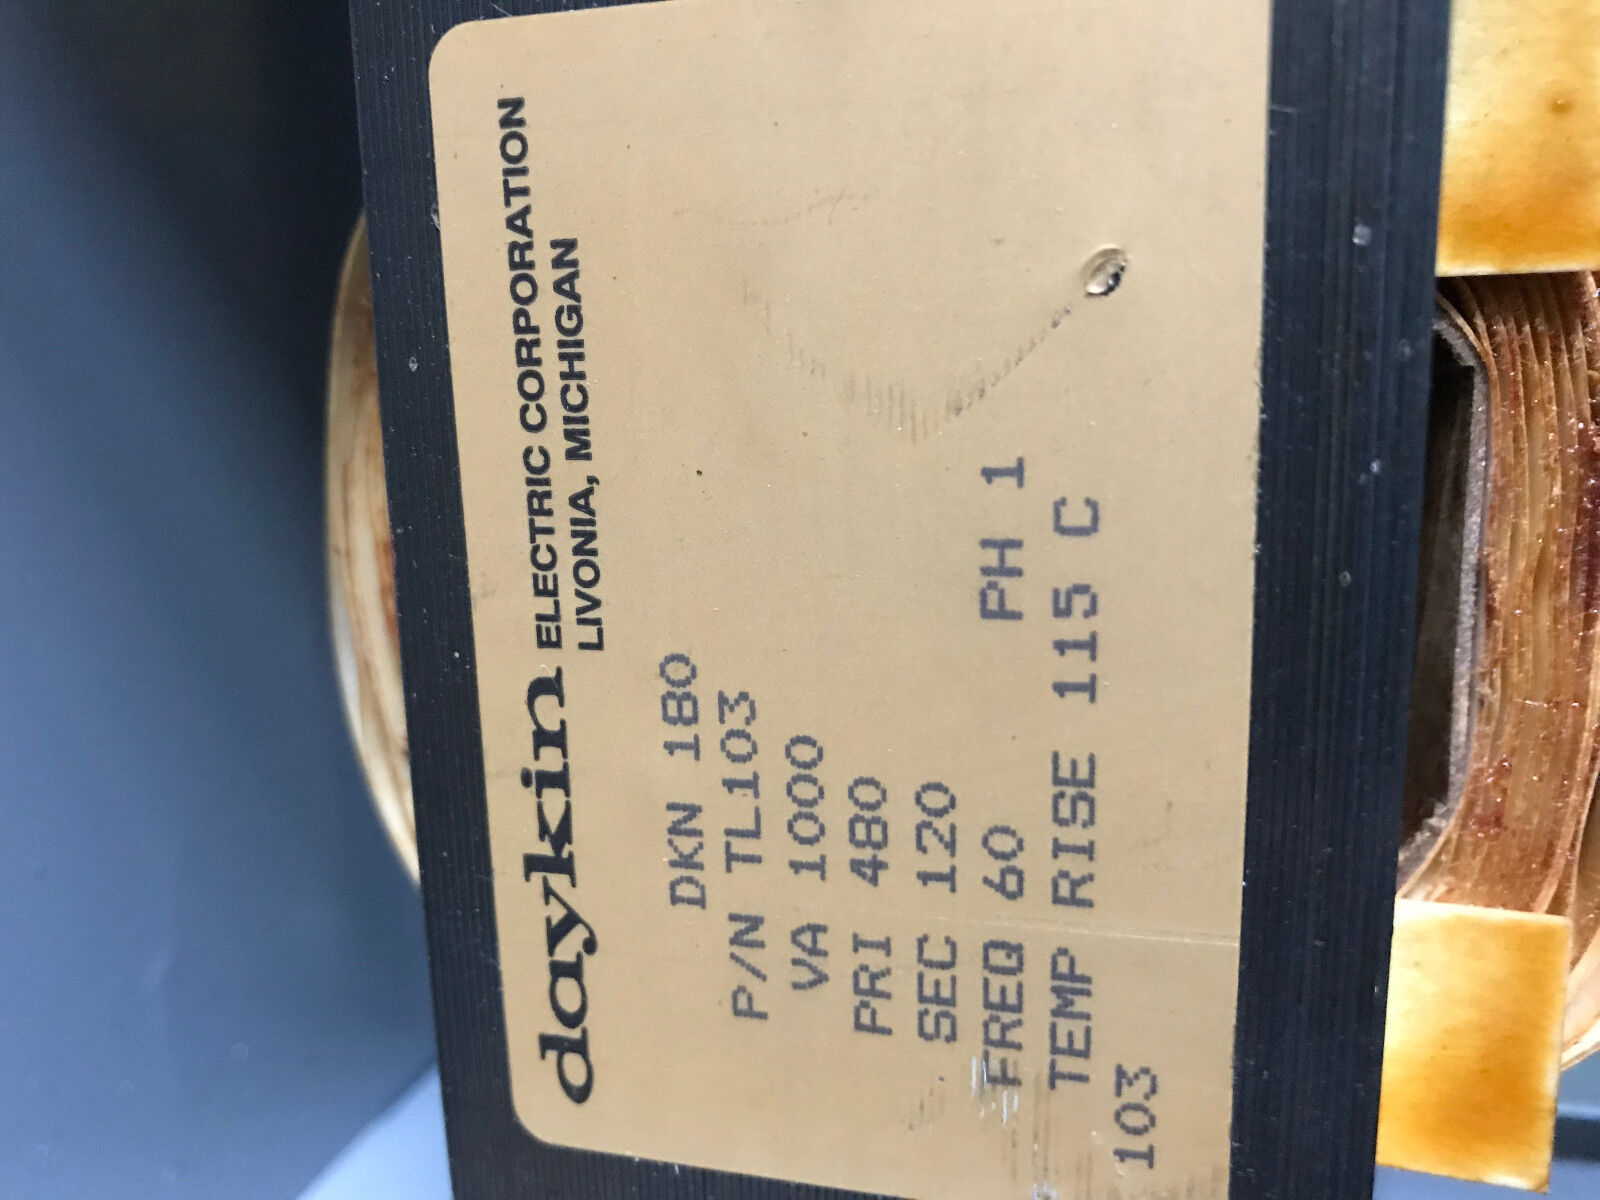 daykin ELECTRIC CORPORATION
LIVONIA, MICHIGAN
DKN 180
P/N TL103
VA 1000
PRI 480
SEC 120
FREQ 60 PH 1
TEMP RISE 115 C
103